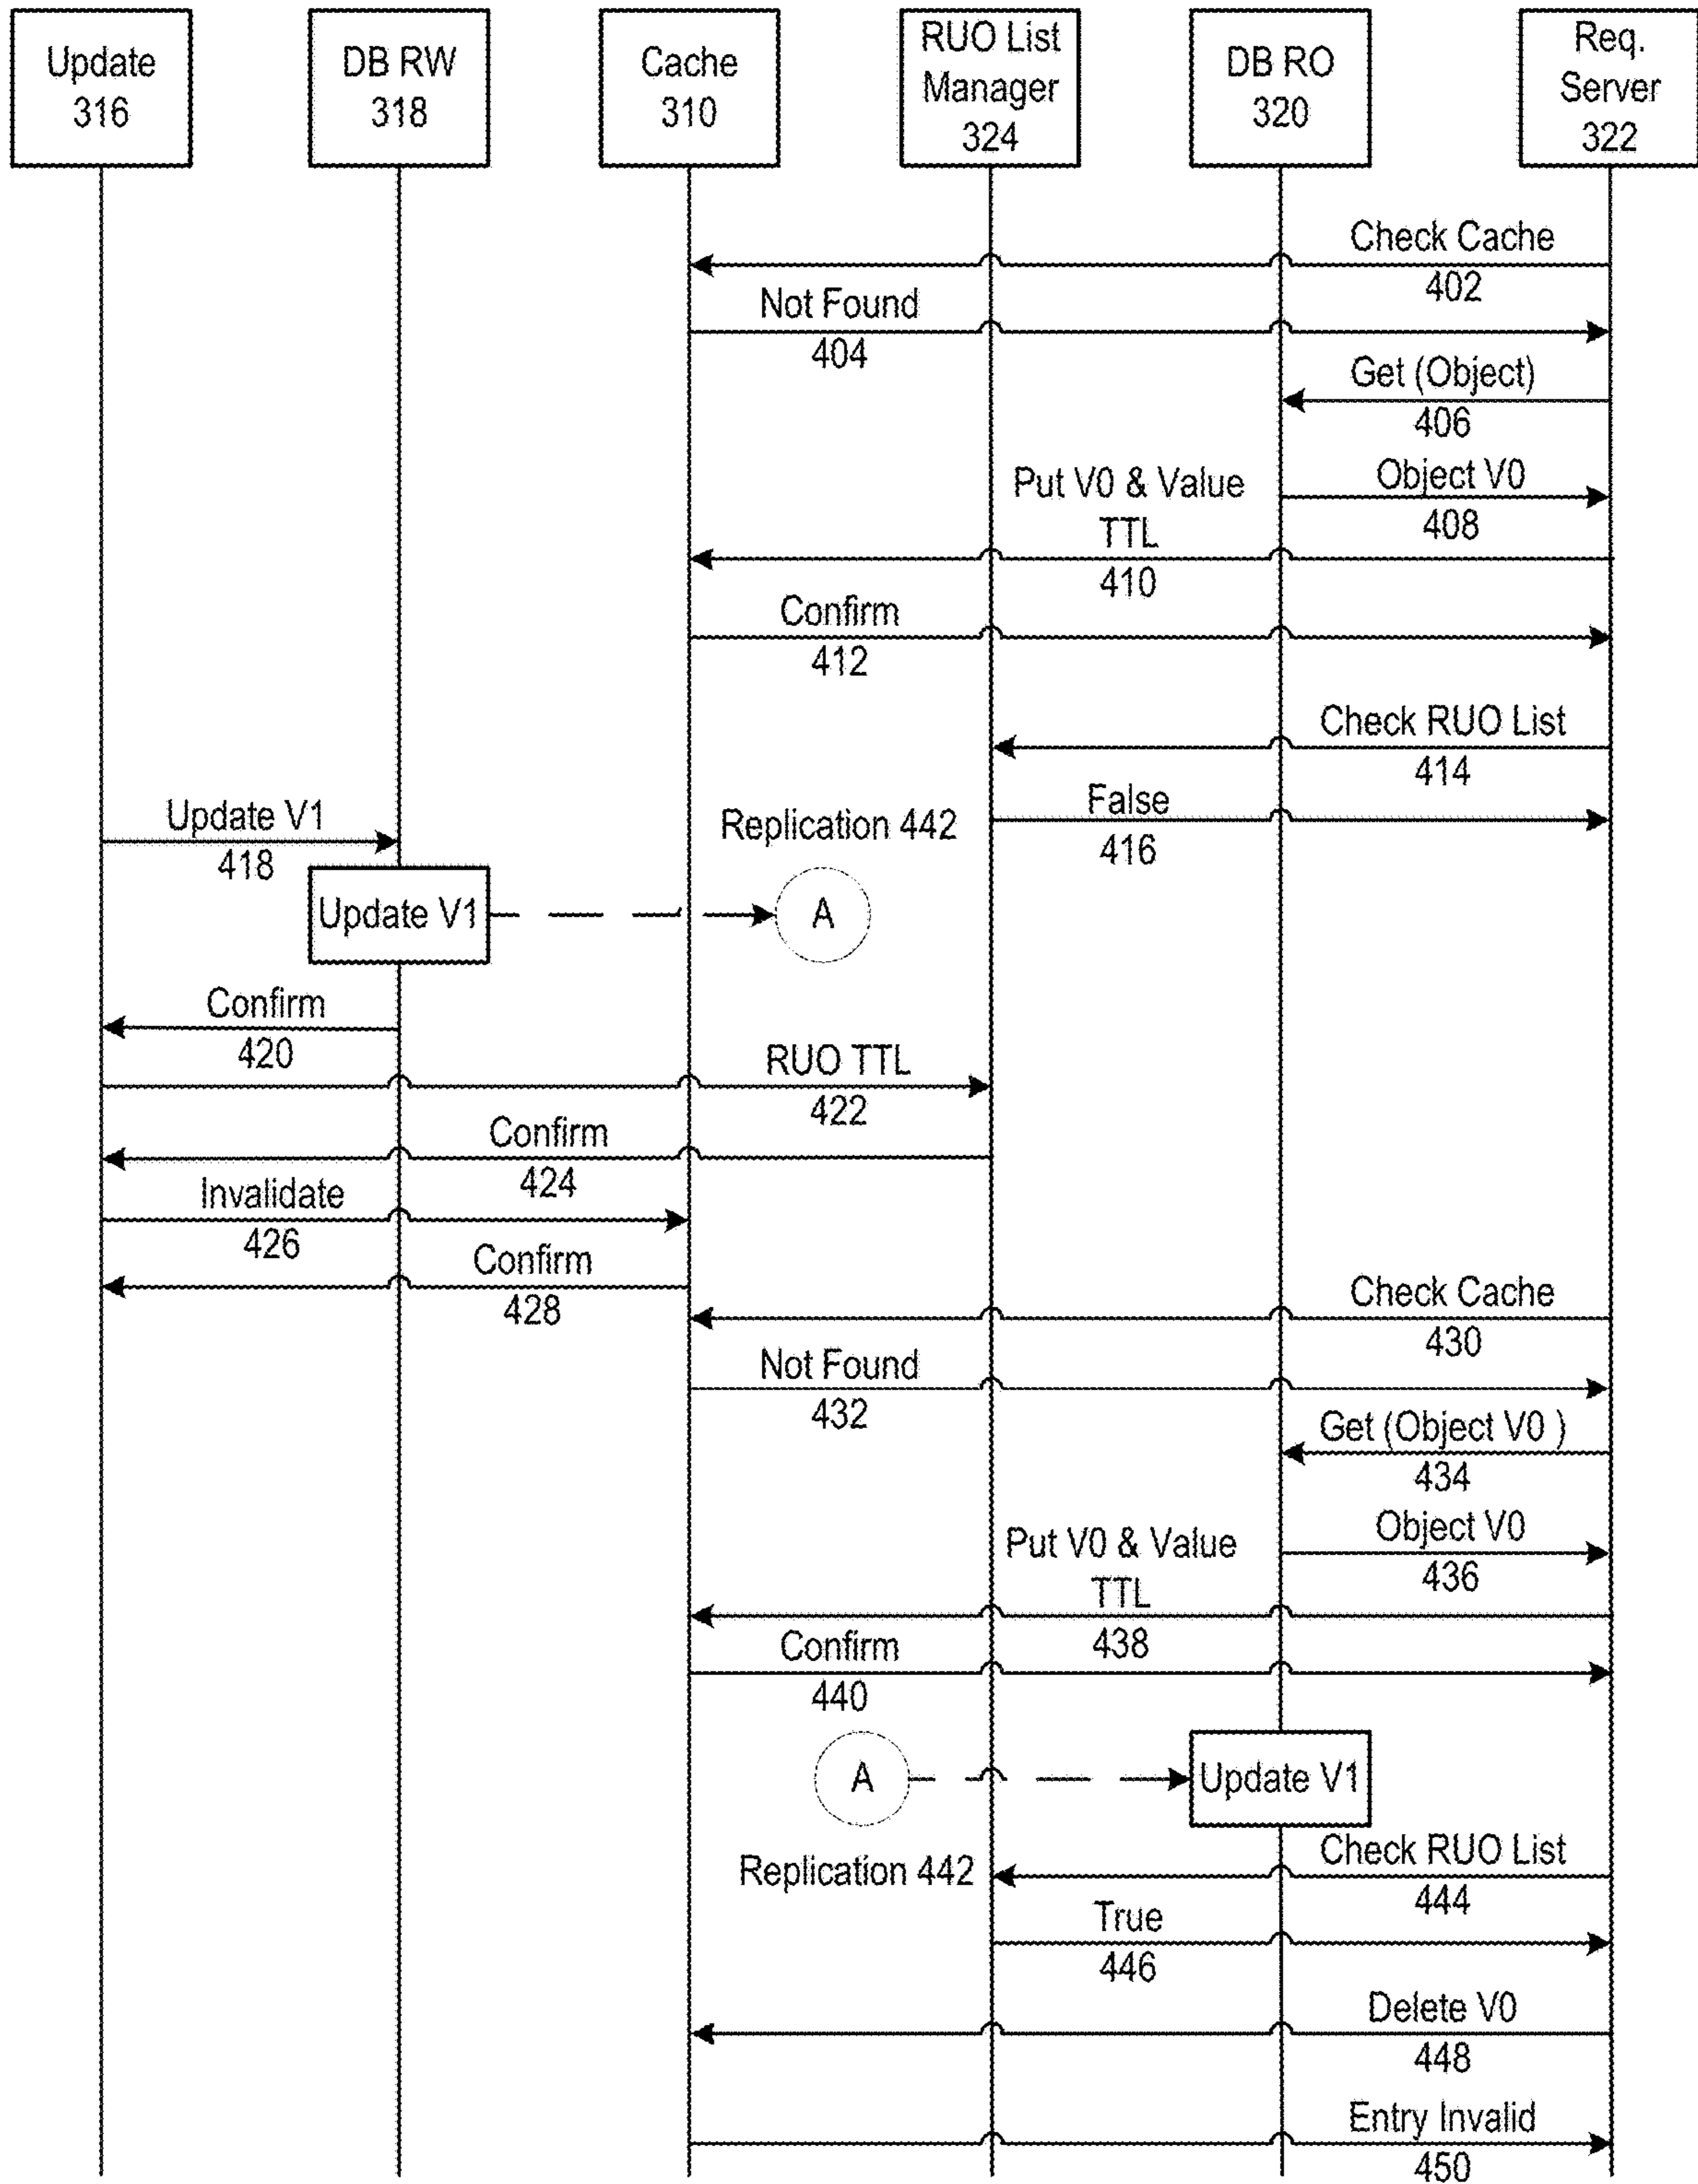 Update
316
DB RW
318
Cache
310
RUO List
Manager
324
DB RO
320
Req.
Server
322
Check Cache
402
Not Found
404
Get (Object)
406
Object V0
408
Put V0 & Value
TTL
410
Confirm
412
Check RUO List
414
False
416
Update V1
418
Replication 442
Update V1
A
Confirm
420
RUO TTL
422
Confirm
424
Invalidate
426
Confirm
428
Check Cache
430
Not Found
432
Get (Object V0 )
434
Object V0
436
Put V0 & Value
TTL
438
Confirm
440
A
Update V1
Replication 442
Check RUO List
444
True
446
Delete V0
448
Entry Invalid
450